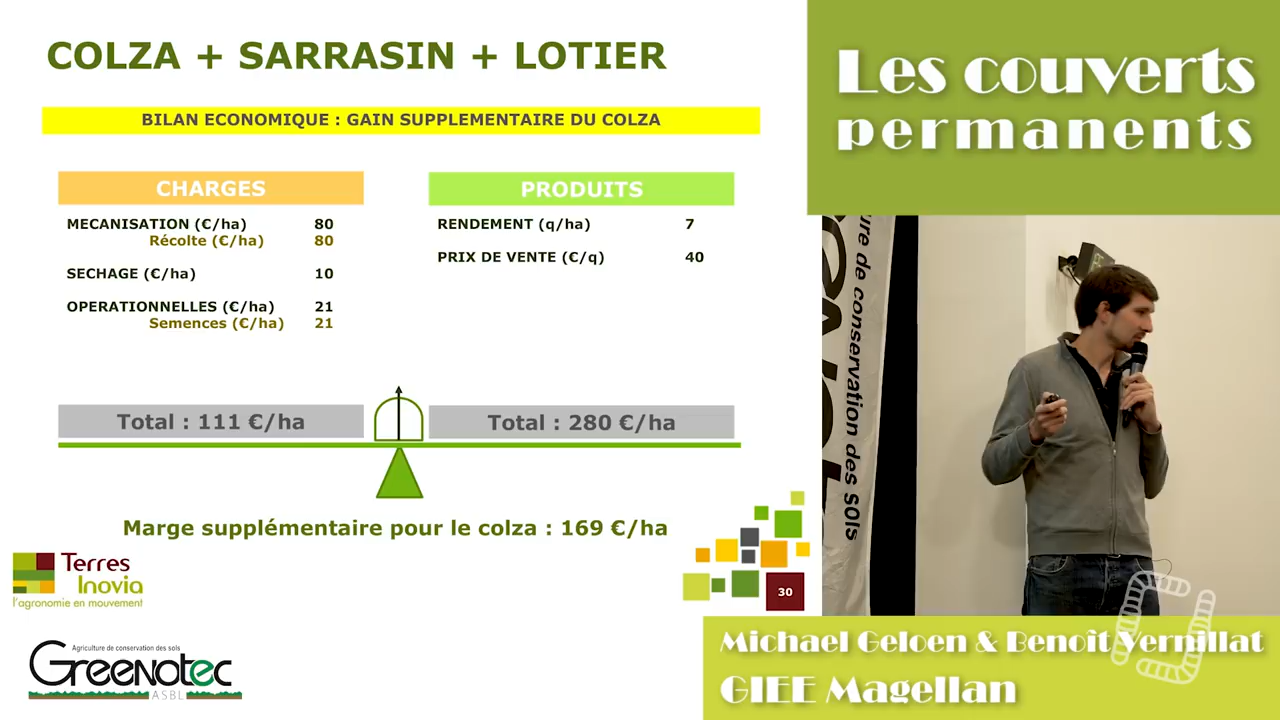 COLZA + SARRASIN + LOTIER
BILAN ECONOMIQUE : GAIN SUPPLEMENTAIRE DU COLZA
CHARGES
MECANISATION (€/ha) 80
Récolte (€/ha) 80
SECHAGE (€/ha) 10
OPERATIONNELLES (€/ha) 21
Semences (€/ha) 21
PRODUITS
RENDEMENT (q/ha) 7
PRIX DE VENTE (€/q) 40
Total : 111 €/ha
Total : 280 €/ha
Marge supplémentaire pour le colza : 169 €/ha
Terres
Inovia
l'agronomie en mouvement
30
Agriculture de conservation des sols
Greenotec
ASBL
Les couverts
permanents
ure de conservation des sols
Michael Geloen & Benoît Vernillat
GIEE Magellan